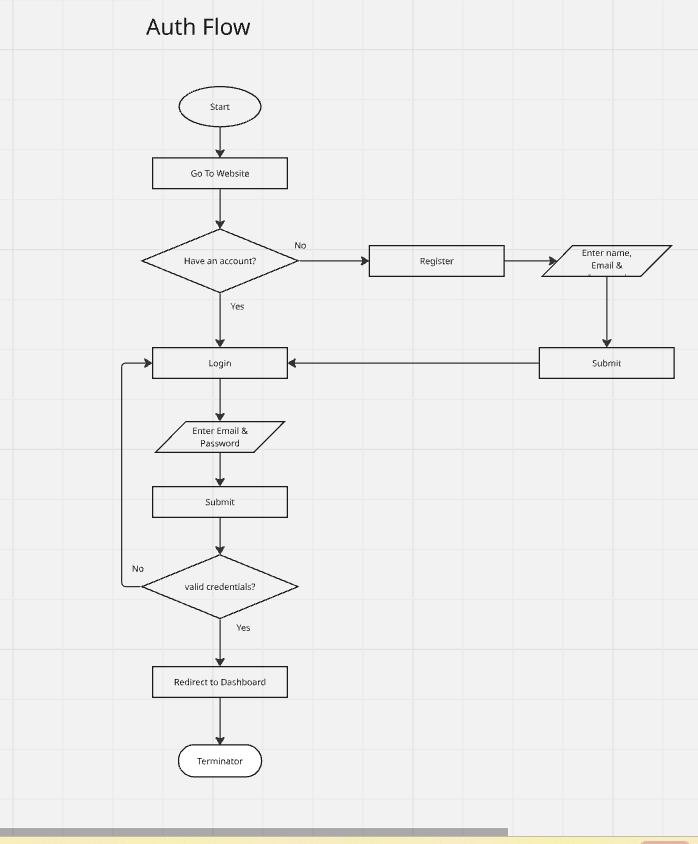 Auth Flow
Start
Go To Website
Have an account?
No
Register
Enter name,
Email &
Yes
Login
Submit
Enter Email &
Password
Submit
No
valid credentials?
Yes
Redirect to Dashboard
Terminator